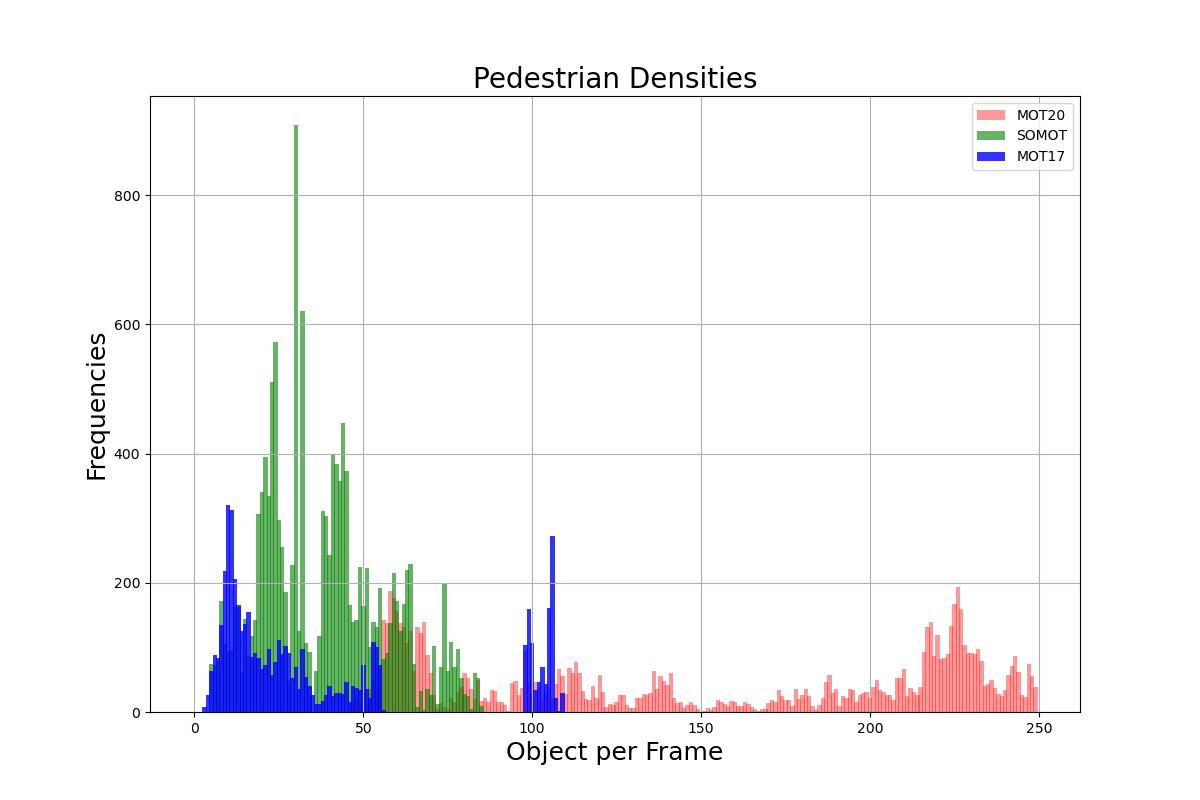 Pedestrian Densities
MOT20
SOMOT
MOT17
Frequencies
800
600
400
200
0
0 50 100 150 200 250
Object per Frame